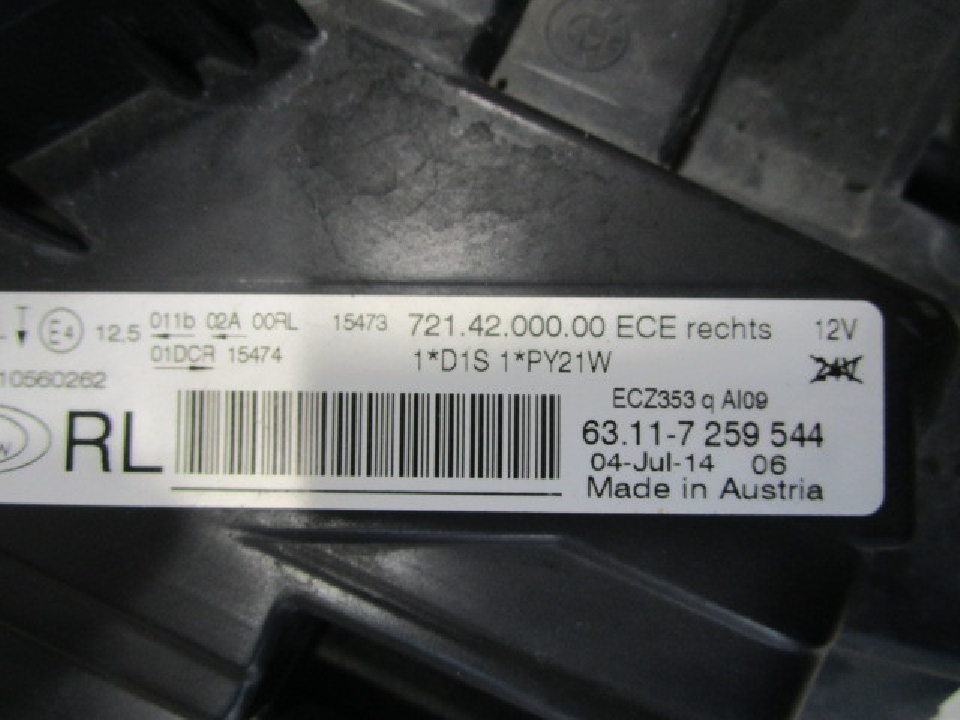 E4 12.5 011b 02A 00RL 15473 721.42.000.00 ECE rechts 12V
01DCR 15474 1*D1S 1*PY21W 24V
10560262
ECZ353 q AI09
RL 63.11-7 259 544
04-Jul-14 06
Made in Austria